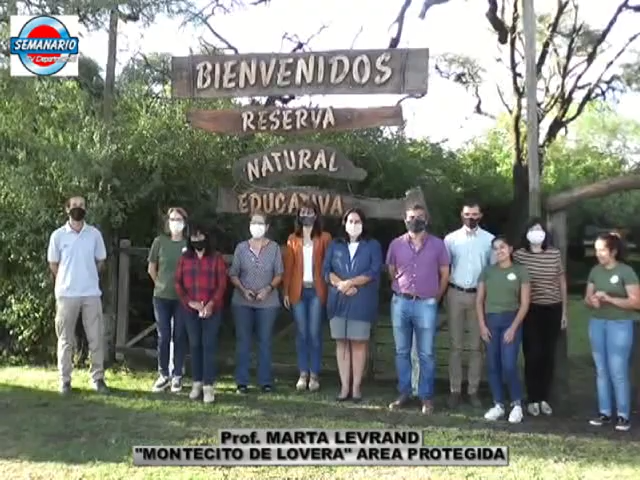 SEMANARIO
BIENVENIDOS
RESERVA
NATURAL
EDUCATIVA
Prof. MARTA LEVRAND
"MONTECITO DE LOVERA" AREA PROTEGIDA